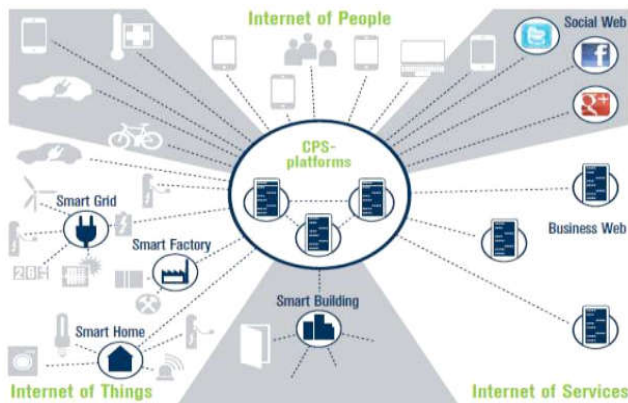 Internet of People
Social Web
CPS-
platforms
Smart Grid
Smart Factory
Business Web
Smart Building
Smart Home
Internet of Things
Internet of Services